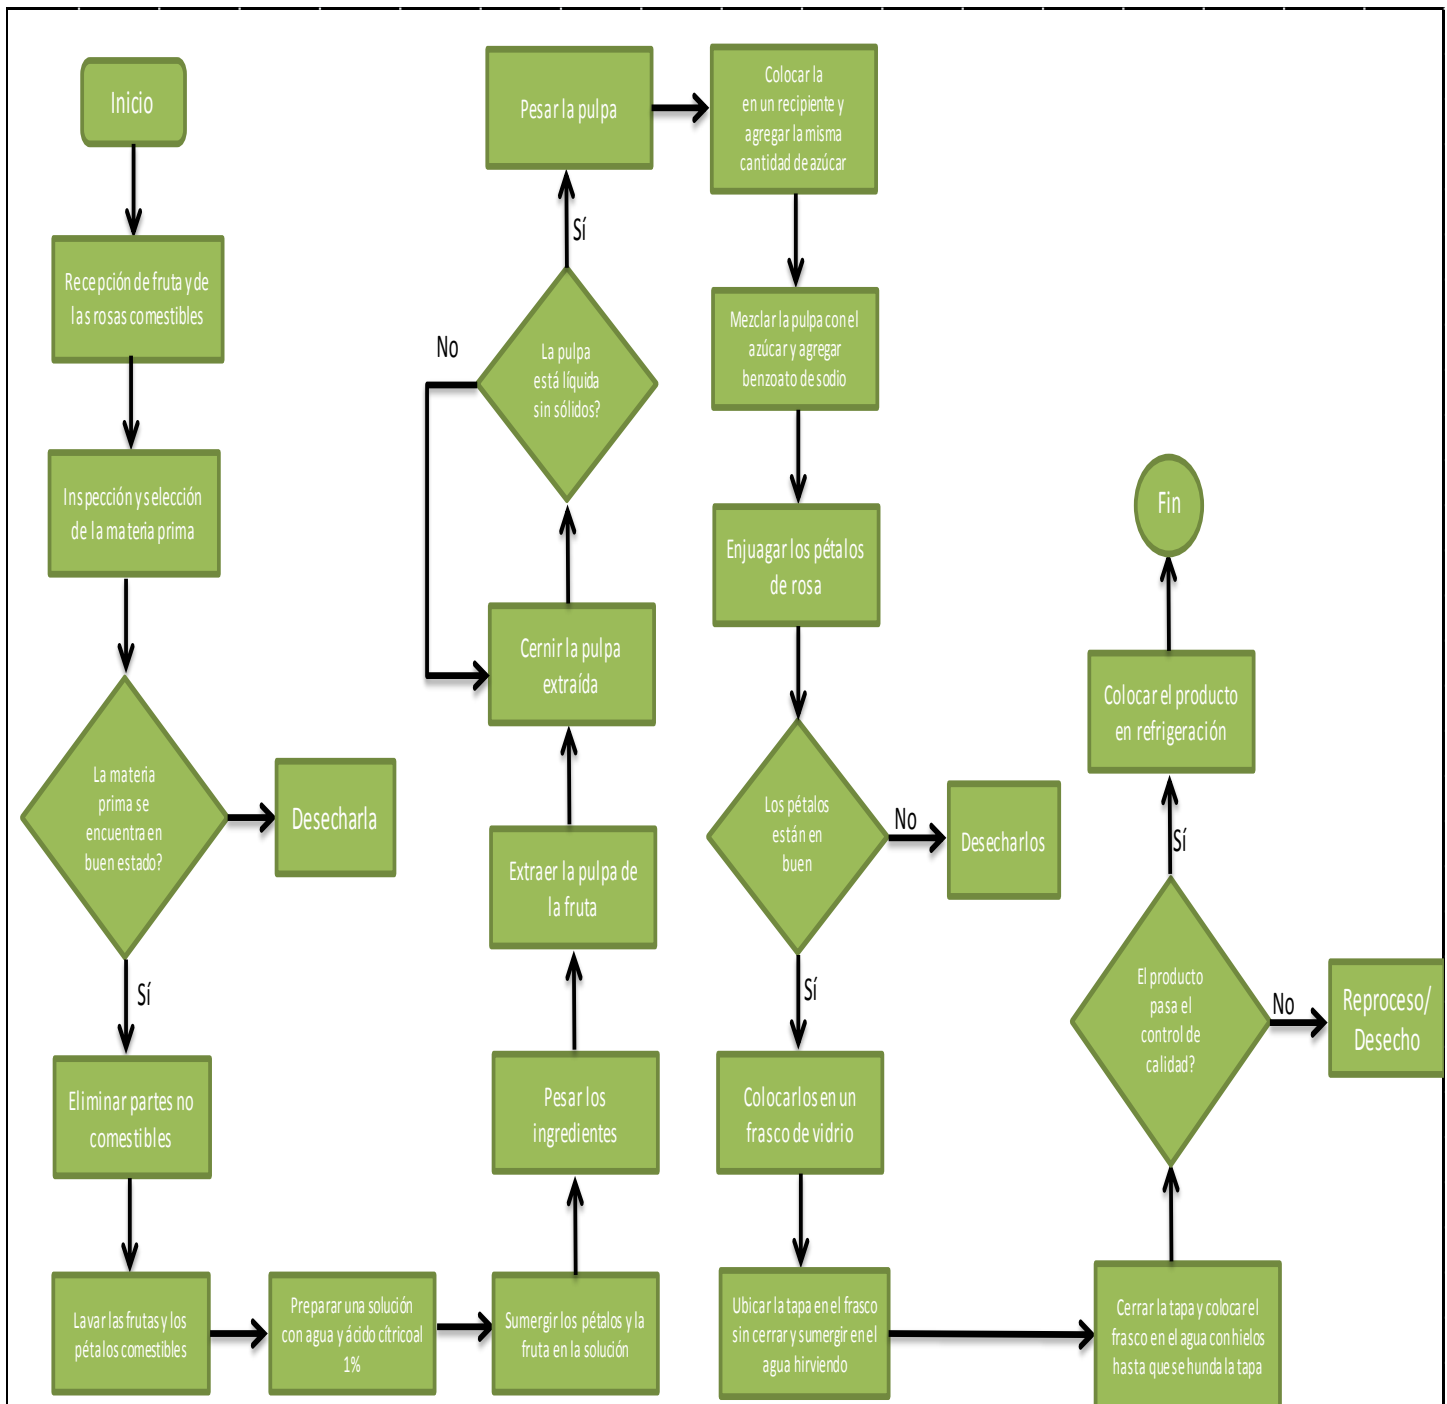 Inicio
Recepción de fruta y de
las rosas comestibles
Inspección y selección
de la materia prima
La materia
prima se
encuentra en
buen estado?
Desecharla
Sí
Eliminar partes no
comestibles
Lavar las frutas y los
pétalos comestibles
Preparar una solución
con agua y ácido cítrico al
1%
Sumergir los pétalos y la
fruta en la solución
Pesar los
ingredientes
Extraer la pulpa de
la fruta
Cernir la pulpa
extraída
La pulpa
está líquida
sin sólidos?
No
Sí
Pesar la pulpa
Colocar la
en un recipiente y
agregar la misma
cantidad de azúcar
Mezclar la pulpa con el
azúcar y agregar
benzoato de sodio
Enjuagar los pétalos
de rosa
Los pétalos
están en
buen
No
Desecharlos
Sí
Colocarlos en un
frasco de vidrio
Ubicar la tapa en el frasco
sin cerrar y sumergir en el
agua hirviendo
Cerrar la tapa y colocar el
frasco en el agua con hielos
hasta que se hunda la tapa
El producto
pasa el
control de
calidad?
No
Reproceso/
Desecho
Sí
Colocar el producto
en refrigeración
Fin